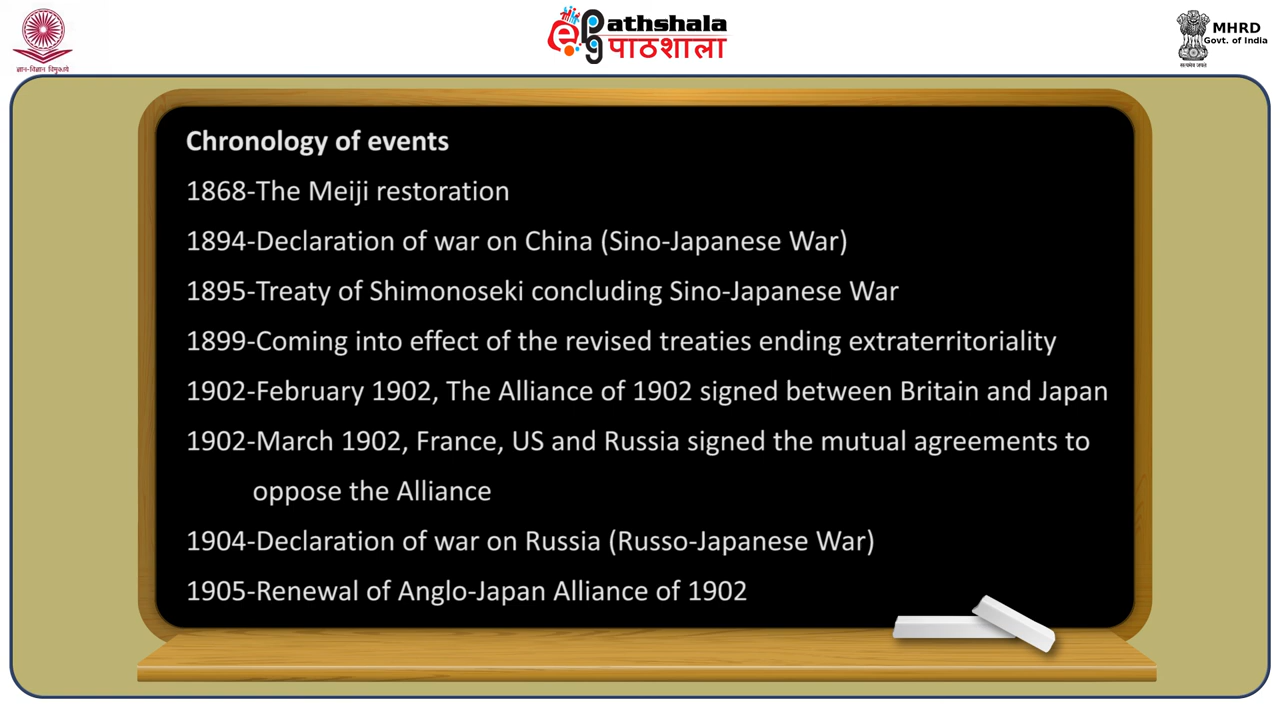 ज्ञान-विज्ञान विमुक्तये
e Pathshala
पाठशाला
MHRD
Govt. of India
सत्यमेव जयते
Chronology of events
1868-The Meiji restoration
1894-Declaration of war on China (Sino-Japanese War)
1895-Treaty of Shimonoseki concluding Sino-Japanese War
1899-Coming into effect of the revised treaties ending extraterritoriality
1902-February 1902, The Alliance of 1902 signed between Britain and Japan
1902-March 1902, France, US and Russia signed the mutual agreements to
oppose the Alliance
1904-Declaration of war on Russia (Russo-Japanese War)
1905-Renewal of Anglo-Japan Alliance of 1902